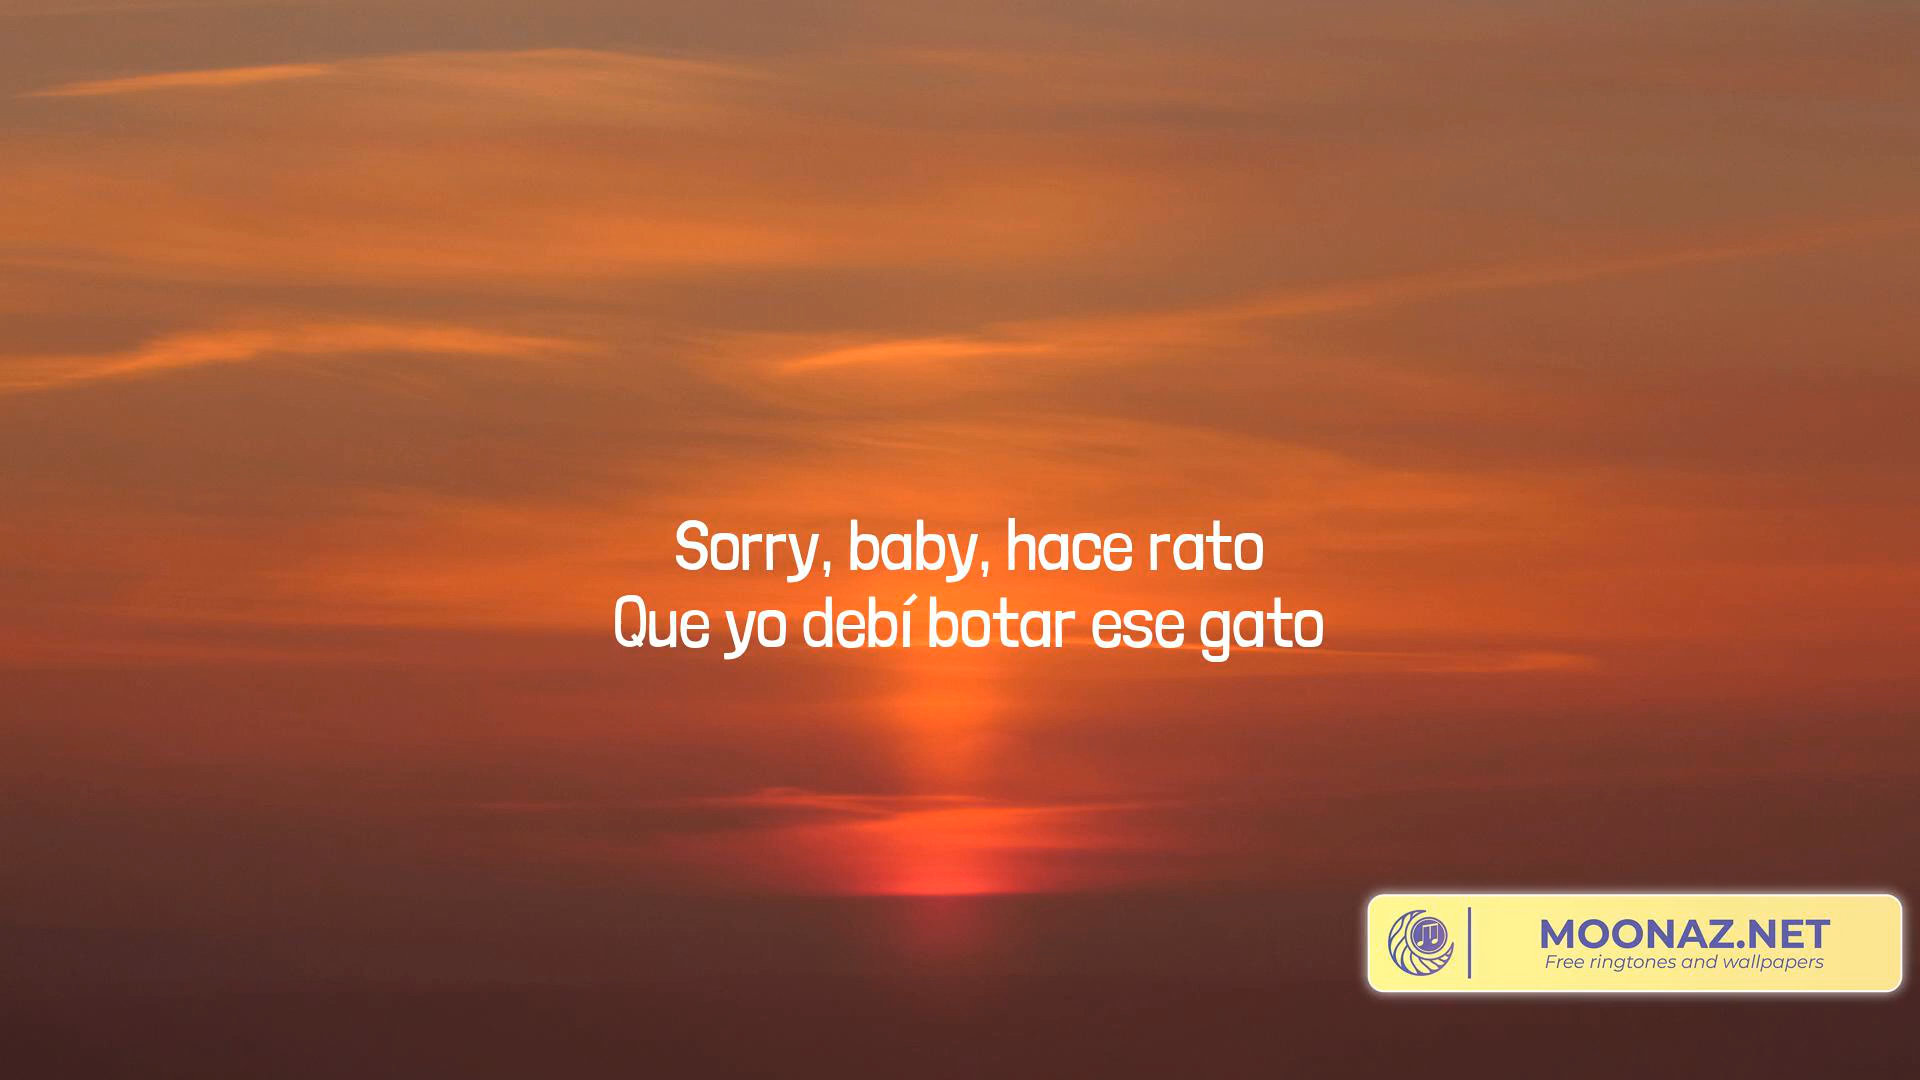 Sorry, baby, hace rato
Que yo debí botar ese gato
MOONAZ.NET
Free ringtones and wallpapers